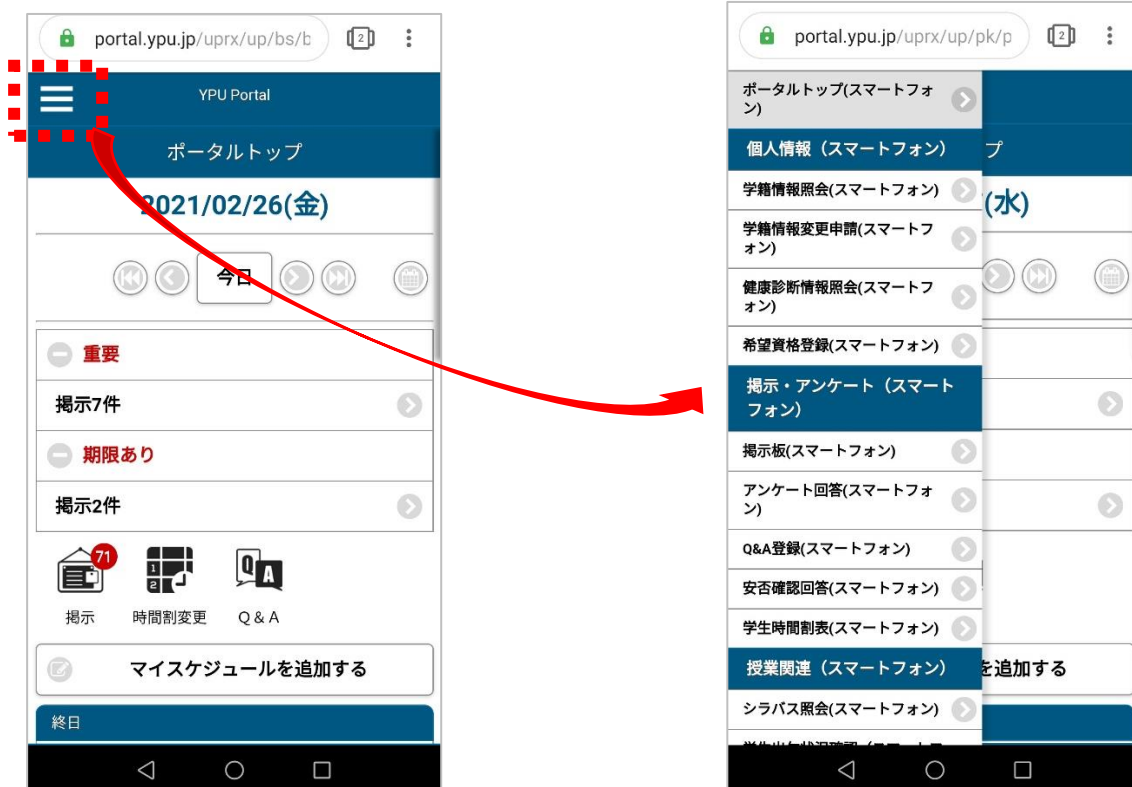 portal.ypu.jp/uprx/up/bs/b
2
YPU Portal
ポータルトップ
2021/02/26(金)
今日
重要
掲示7件
期限あり
掲示2件
71
1
2
Q
A
掲示
時間割変更
Q & A
マイスケジュールを追加する
終日
portal.ypu.jp/uprx/up/pk/p
2
ポータルトップ(スマートフォ
ン)
個人情報（スマートフォン）
プ
学籍情報照会(スマートフォン)
(水)
学籍情報変更申請(スマートフ
ォン)
健康診断情報照会(スマートフ
ォン)
希望資格登録(スマートフォン)
掲示・アンケート（スマート
フォン）
掲示板(スマートフォン)
アンケート回答(スマートフォ
ン)
Q&A登録(スマートフォン)
安否確認回答(スマートフォン)
学生時間割表(スマートフォン)
授業関連（スマートフォン）
を追加する
シラバス照会(スマートフォン)